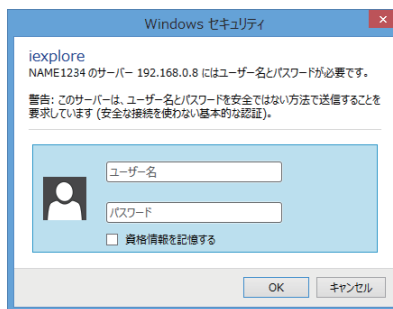 Windows セキュリティ
iexplore
NAME1234 のサーバー 192.168.0.8 にはユーザー名とパスワードが必要です。
警告: このサーバーは、ユーザー名とパスワードを安全ではない方法で送信することを
要求しています (安全な接続を使わない基本的な認証)。
ユーザー名
パスワード
資格情報を記憶する
OK
キャンセル